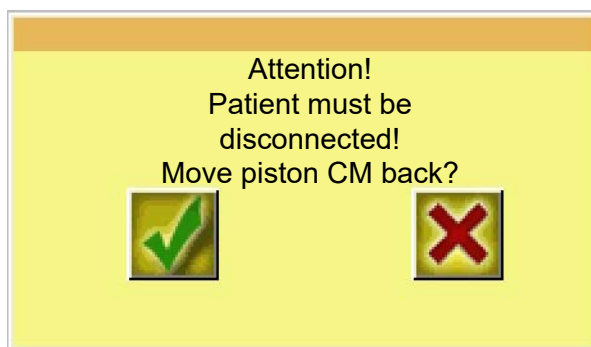 Attention!
Patient must be
disconnected!
Move piston CM back?